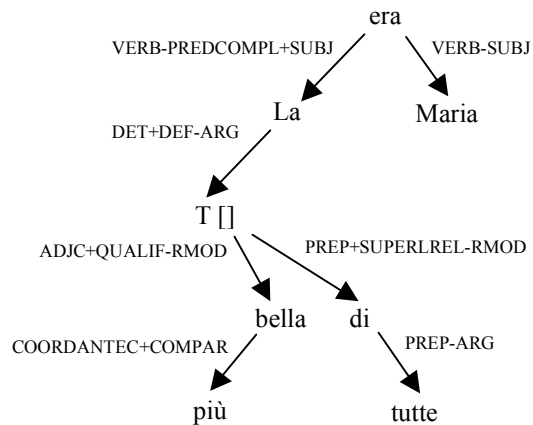 era
VERB-PREDCOMPL+SUBJ
VERB-SUBJ
La
Maria
DET+DEF-ARG
T []
ADJC+QUALIF-RMOD
PREP+SUPERLREL-RMOD
bella
di
COORDANTEC+COMPAR
PREP-ARG
più
tutte